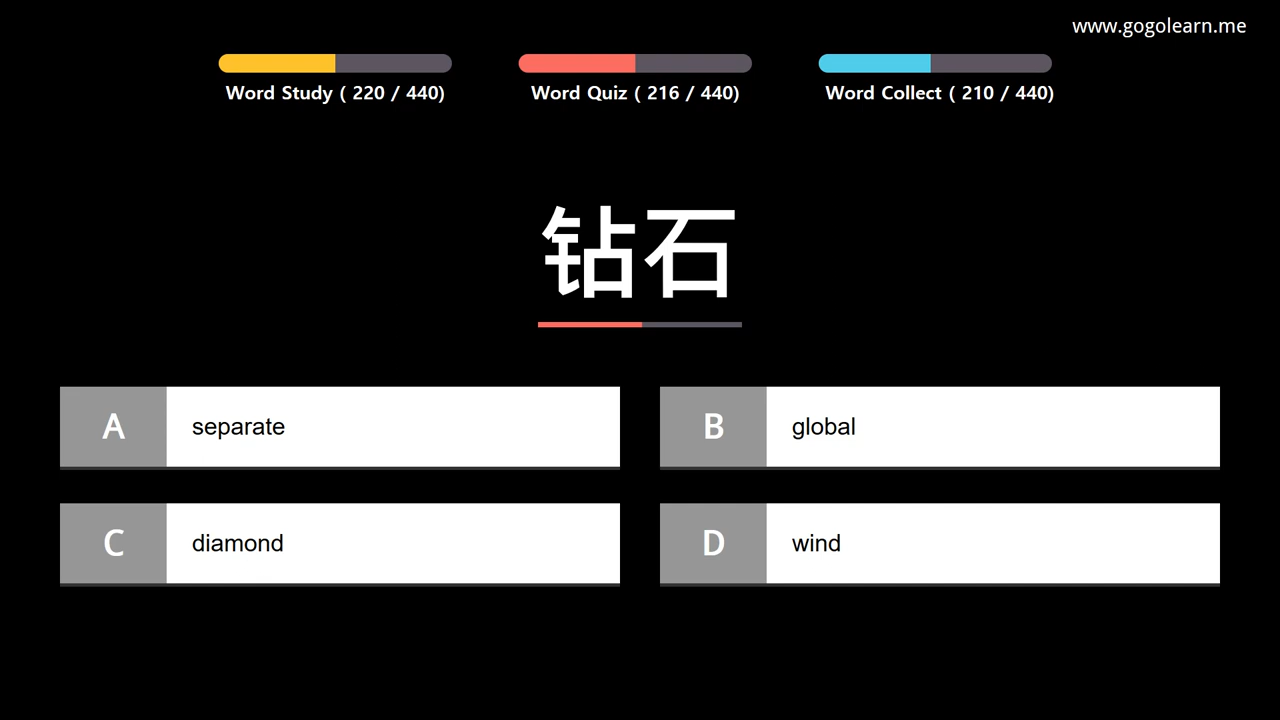 www.gogolearn.me
Word Study ( 220 / 440)
Word Quiz ( 216 / 440)
Word Collect ( 210 / 440)
钻石
A separate
B global
C diamond
D wind